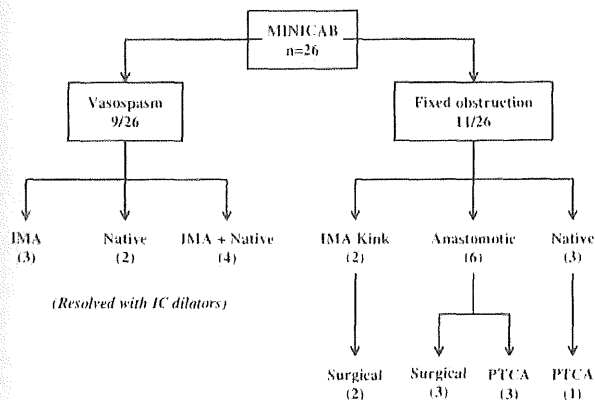 MINICAB
n=26
Vasospasm
9/26
Fixed obstruction
11/26
IMA
(3)
Native
(2)
IMA + Native
(4)
IMA Kink
(2)
Anastomotic
(6)
Native
(3)
(Resolved with IC dilators)
Surgical
(2)
Surgical
(3)
PTCA
(3)
PTCA
(1)